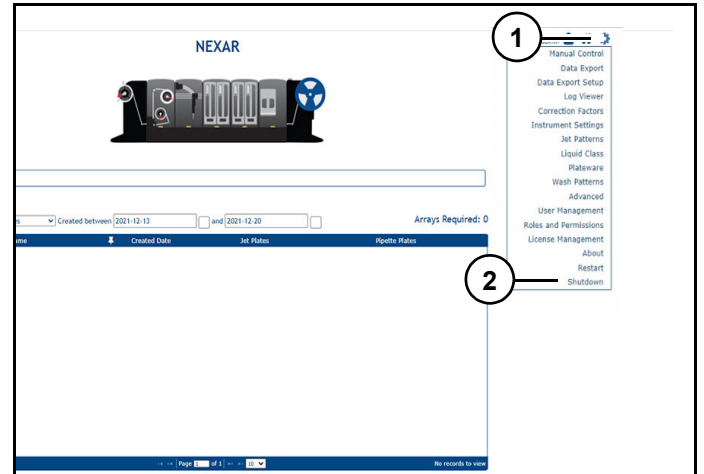 1
NEXAR
Manual Control
Data Export
Data Export Setup
Log Viewer
Correction Factors
Instrument Settings
Jet Patterns
Liquid Class
Plateware
Wash Patterns
Advanced
User Management
Roles and Permissions
License Management
About
Restart
2
Shutdown
Created between 2021-12-13 and 2021-12-20 Arrays Required: 0
Created Date Jet Plates Pipette Plates
Page 1 of 1 10 No records to view